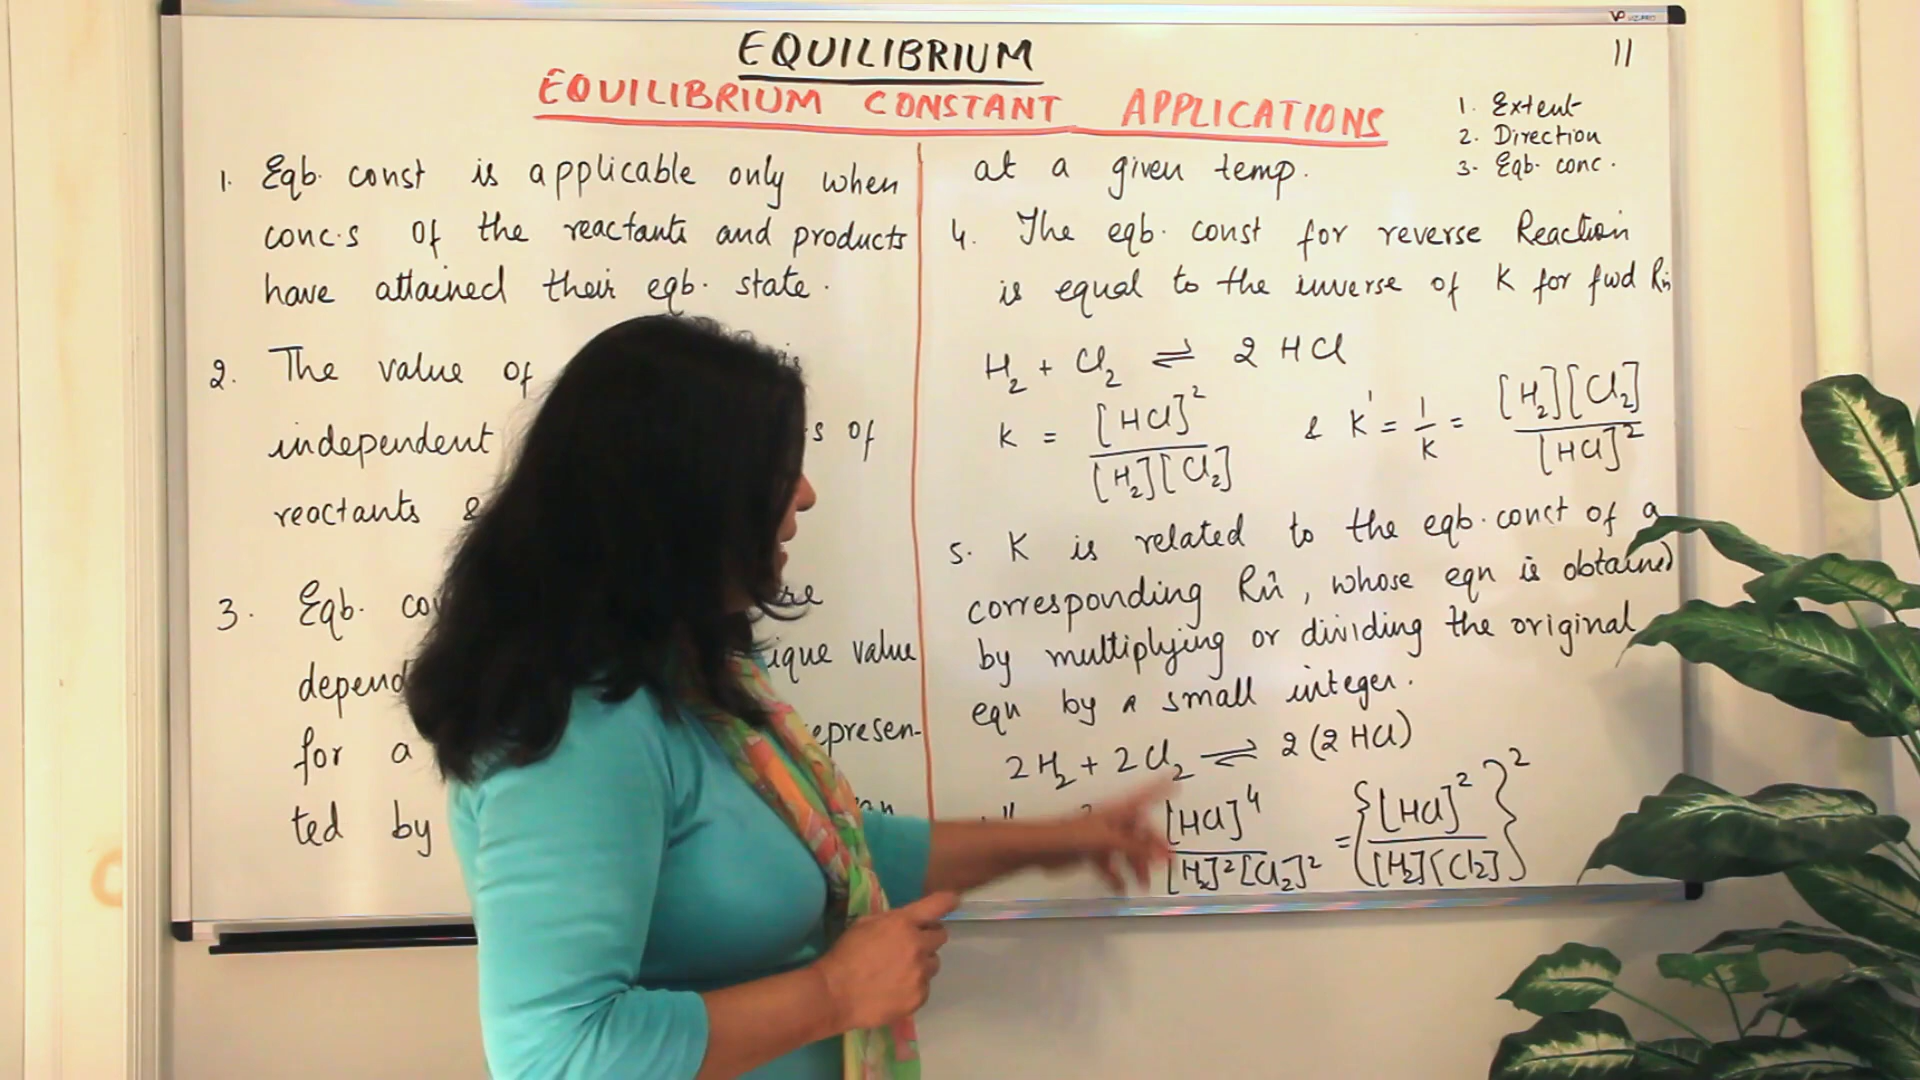 EQUILIBRIUM
11
EQUILIBRIUM CONSTANT APPLICATIONS
1. Extent
2. Direction
3. Eqb. conc.
1. Eqb. const is applicable only when
conc.s of the reactants and products
have attained their eqb. state.
2. The value of
independent s of
reactants &
3. Eqb.
depend ique value
for a represen-
ted by
at a given temp.
4. The eqb. const for reverse Reaction
is equal to the inverse of K for fwd Rn
H₂ + Cl₂ ⇌ 2 HCl
K = [HCl]² / [H₂][Cl₂] & K' = 1/K = [H₂][Cl₂] / [HCl]²
5. K is related to the eqb. const of a
corresponding Rn, whose eqn is obtained
by multiplying or dividing the original
eqn by a small integer.
2H₂ + 2Cl₂ ⇌ 2(2HCl)
[HCl]⁴ / [H₂]²[Cl₂]² = {[HCl]² / [H₂][Cl₂]}²